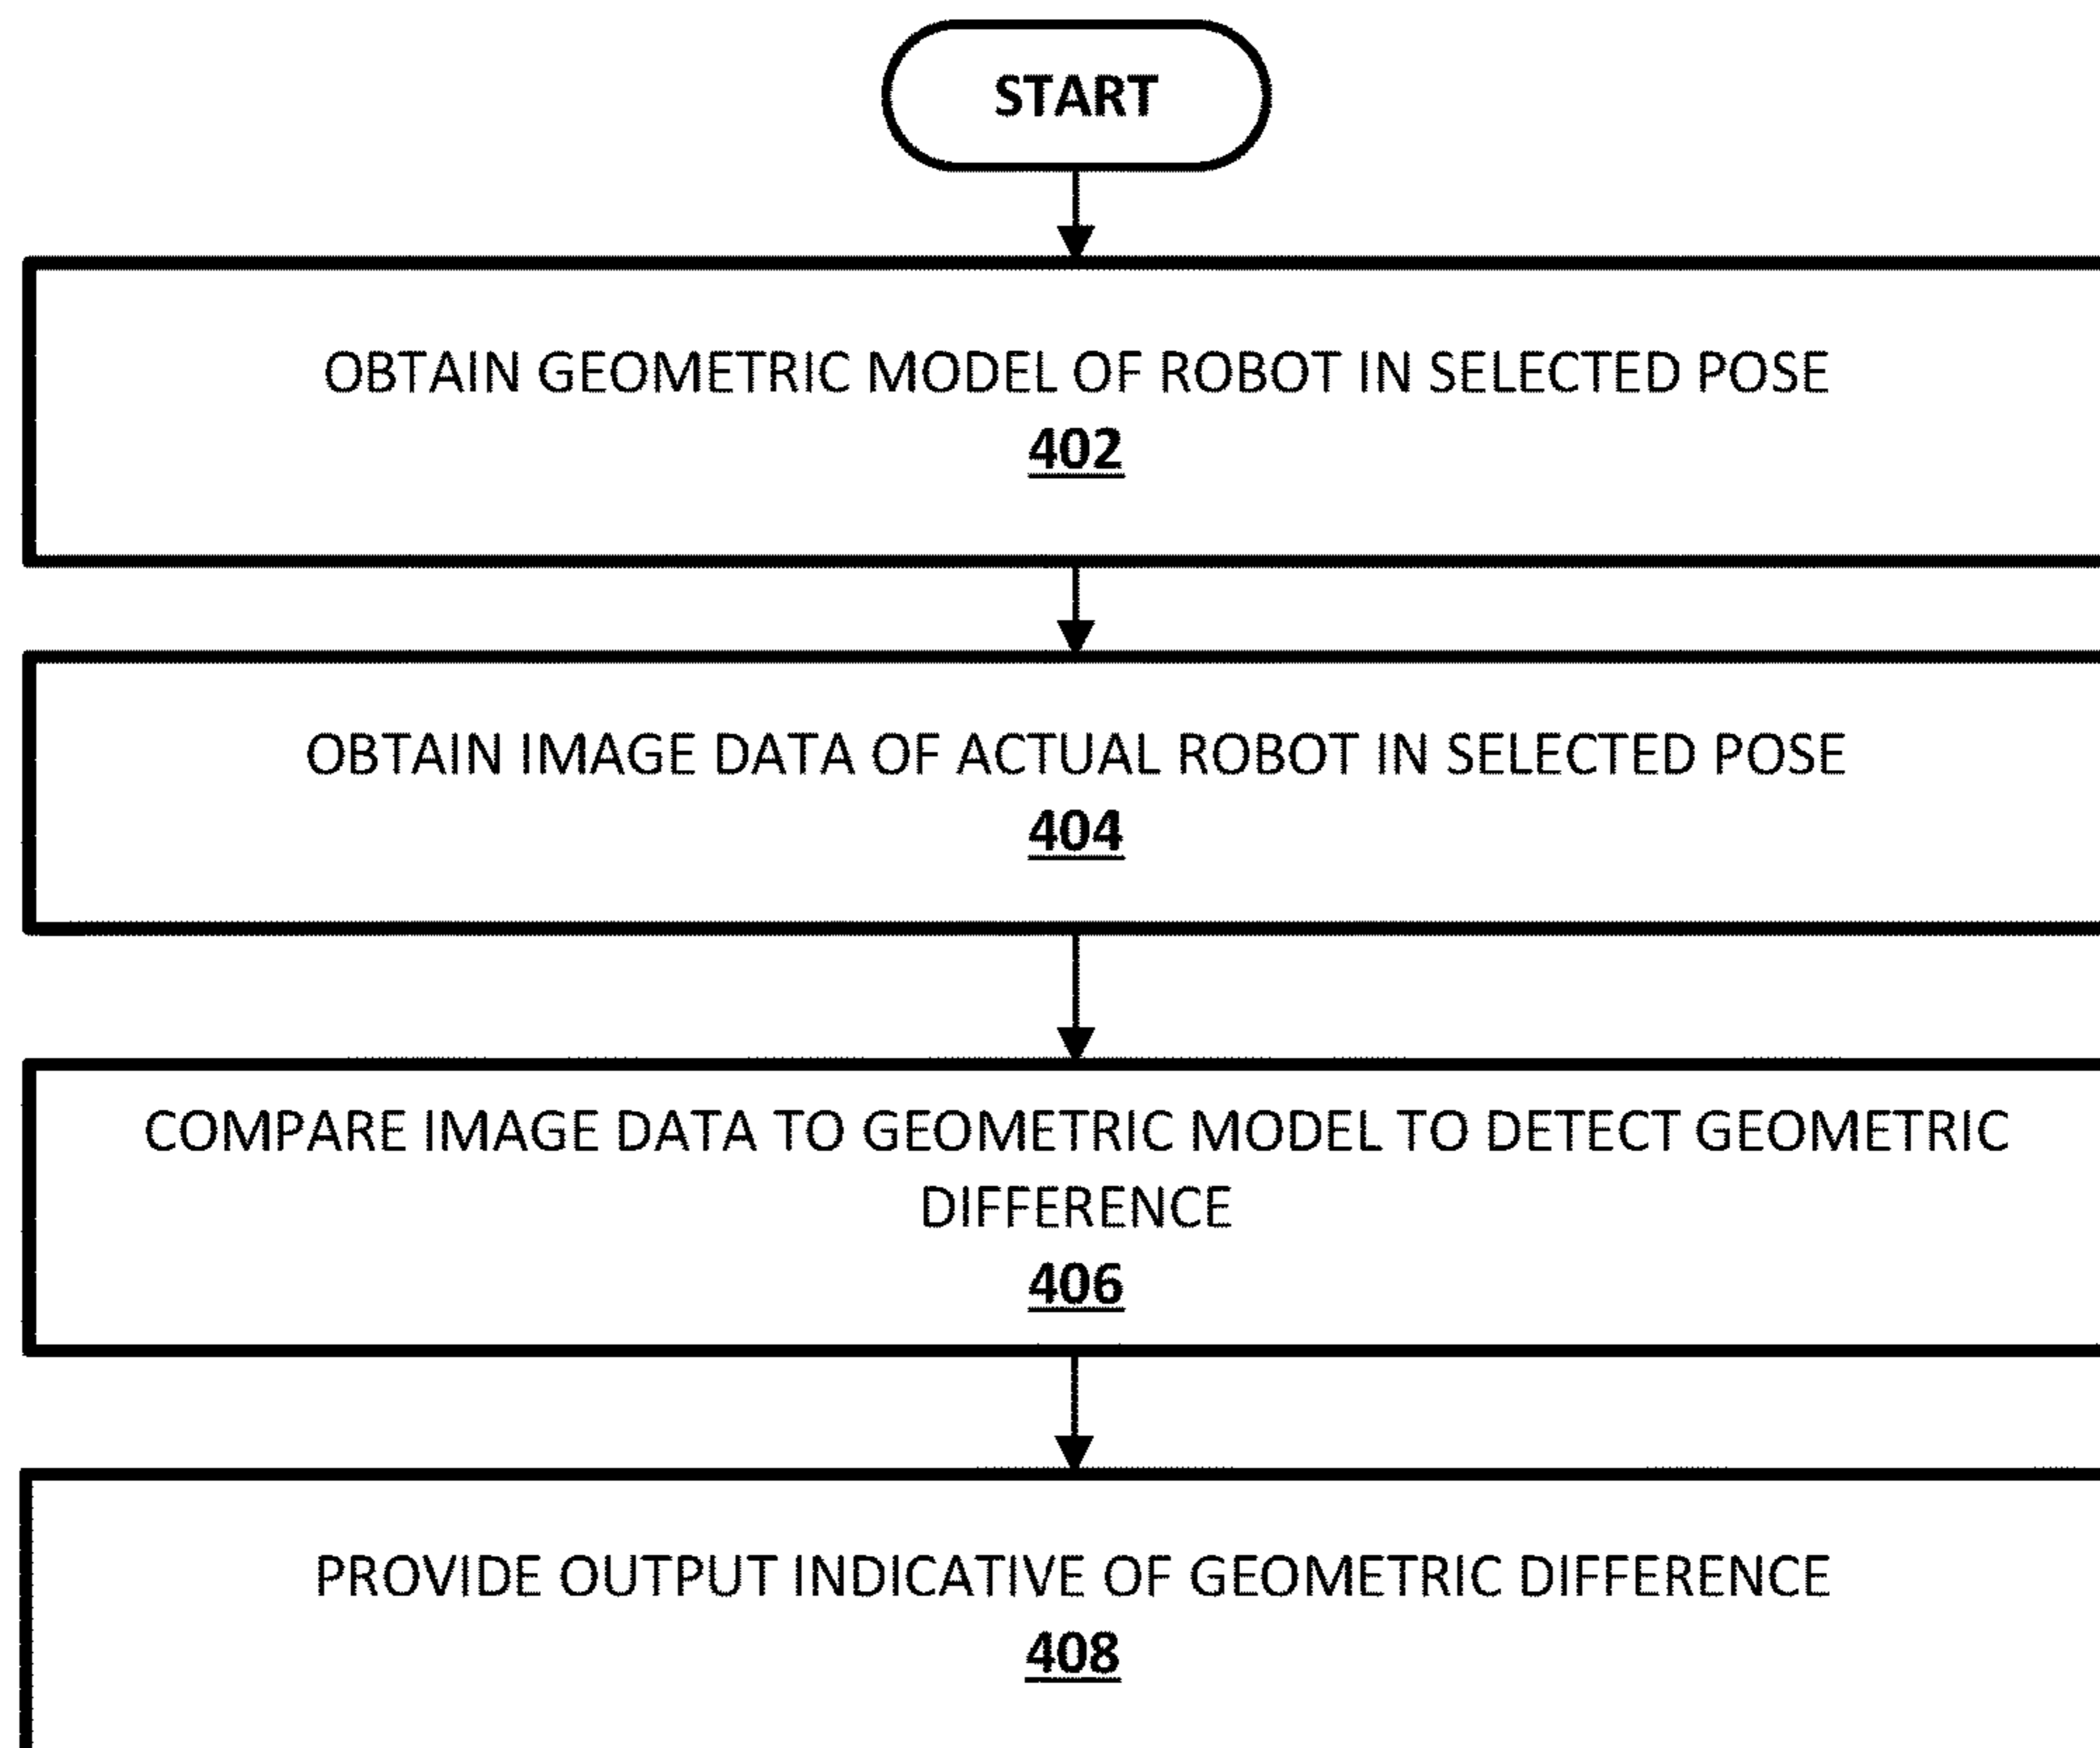 START
OBTAIN GEOMETRIC MODEL OF ROBOT IN SELECTED POSE
402
OBTAIN IMAGE DATA OF ACTUAL ROBOT IN SELECTED POSE
404
COMPARE IMAGE DATA TO GEOMETRIC MODEL TO DETECT GEOMETRIC
DIFFERENCE
406
PROVIDE OUTPUT INDICATIVE OF GEOMETRIC DIFFERENCE
408